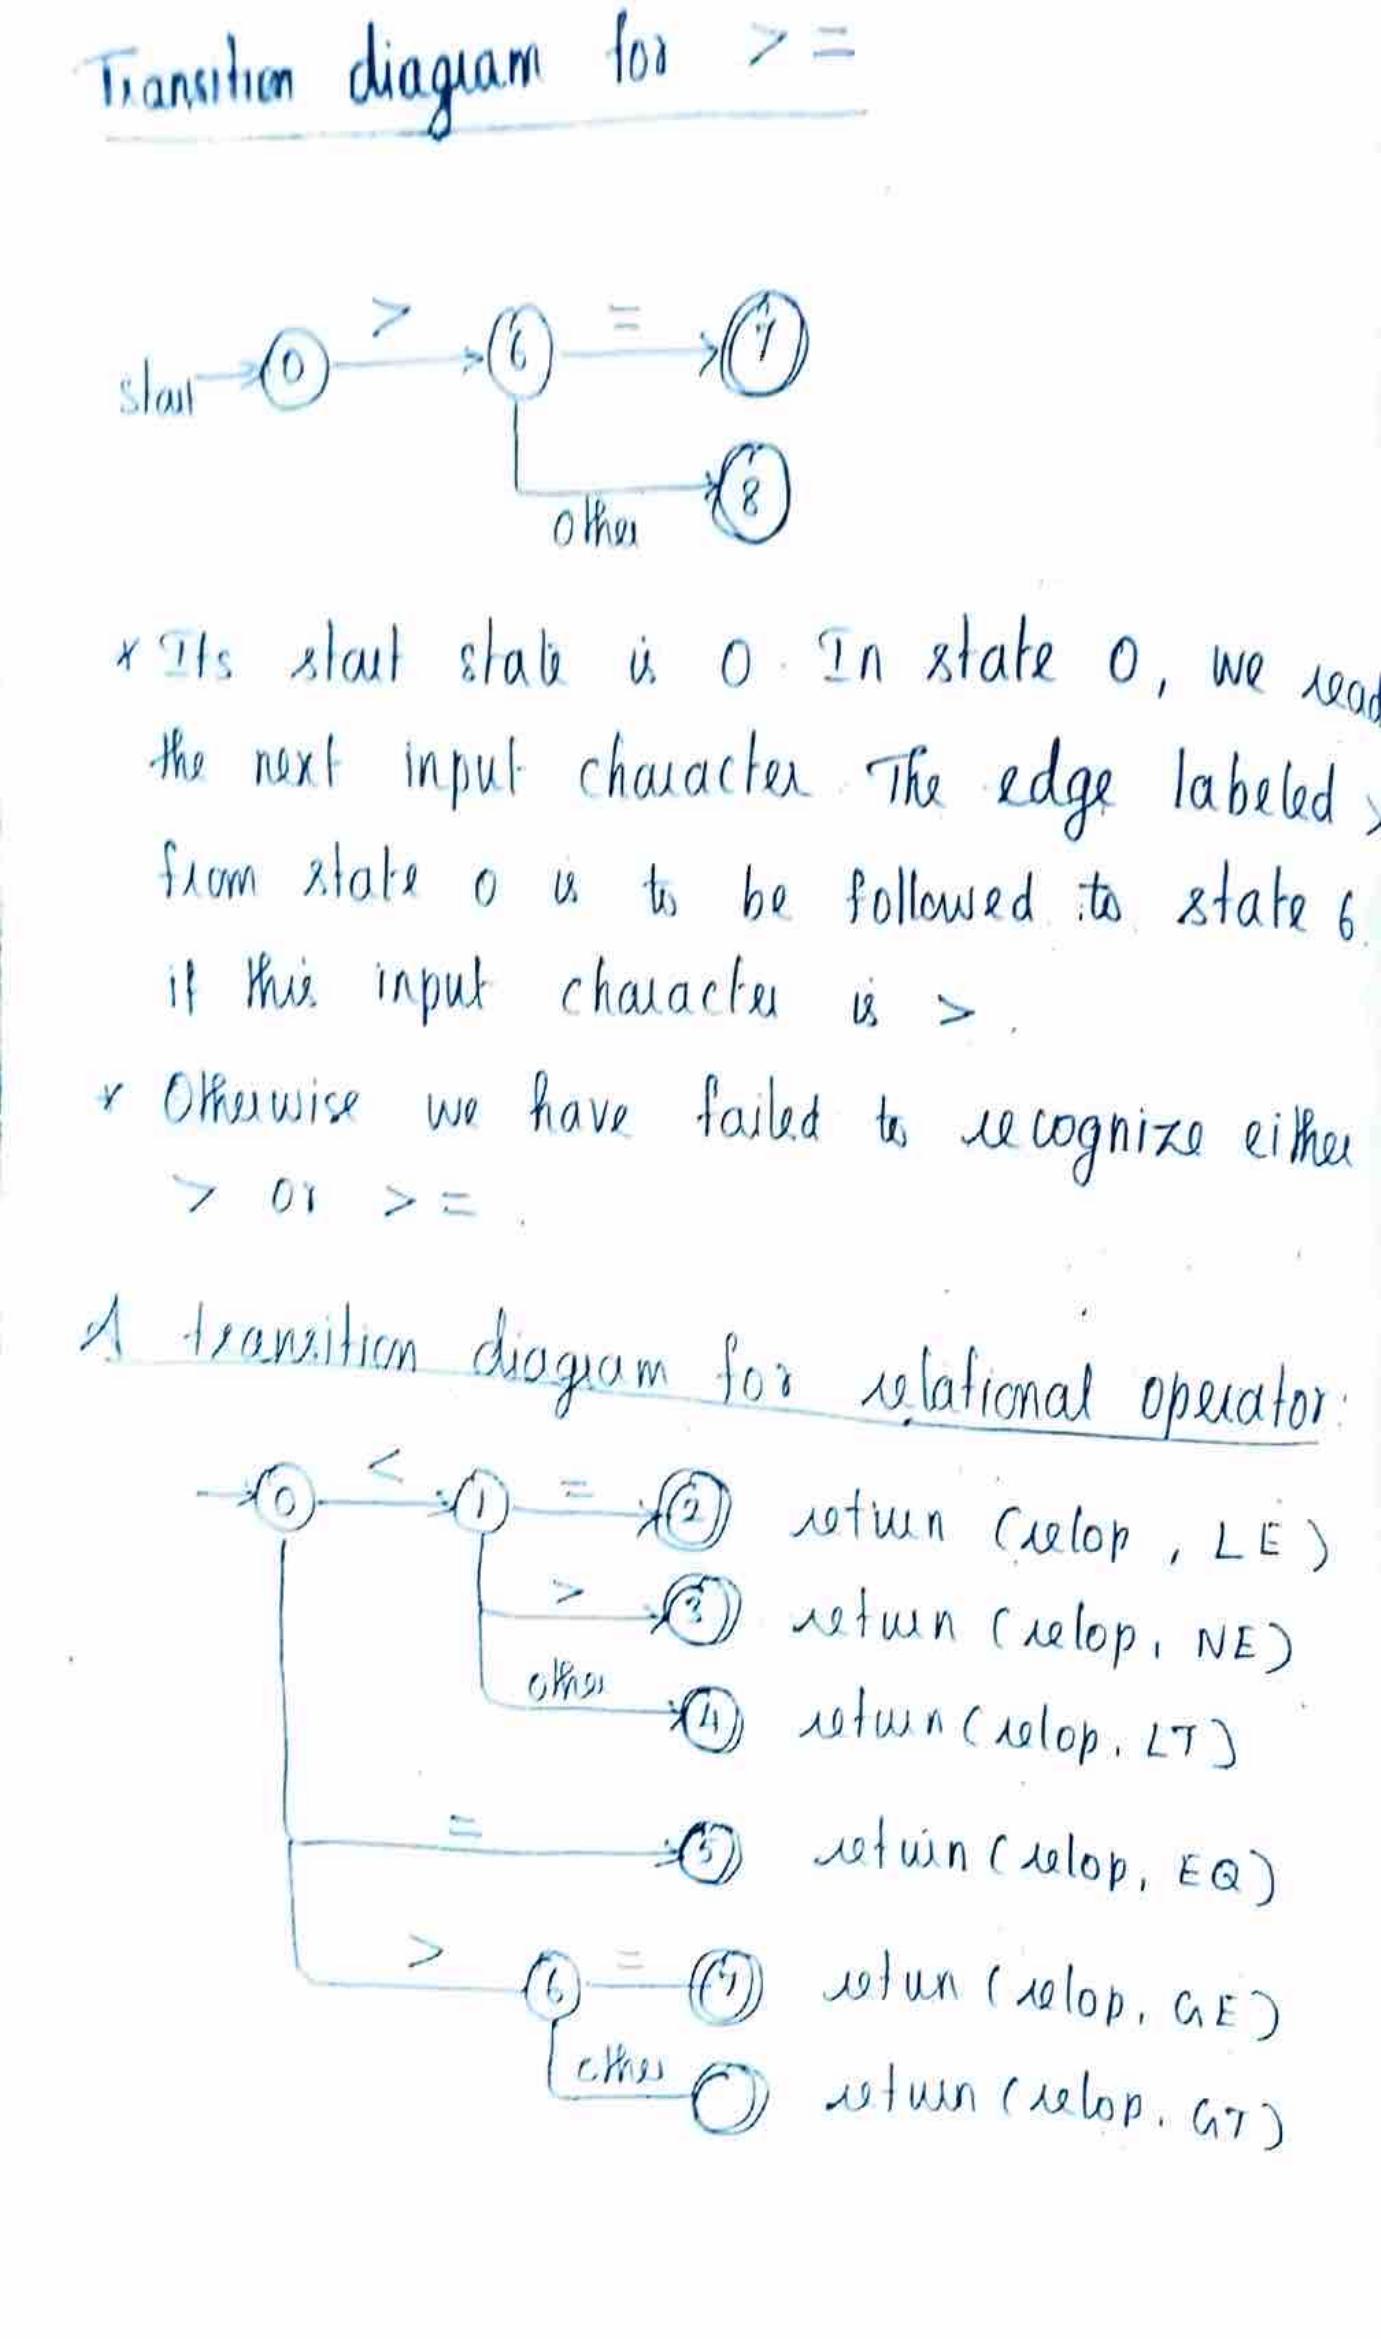 Transition diagram for >=
> =
start 0 6 7
8
other
* Its start state is 0. In state 0, we read
the next input character. The edge labeled >
from state 0 is to be followed to state 6.
if this input character is >.
* Otherwise we have failed to recognize either
> or >=.
A transition diagram for relational operator:
< =
0 1 2 return (relop, LE)
> 3 return (relop, NE)
other 4 return (relop, LT)
= 5 return (relop, EQ)
> 6 = 7 retun (relop, GE)
other return (relop, GT)